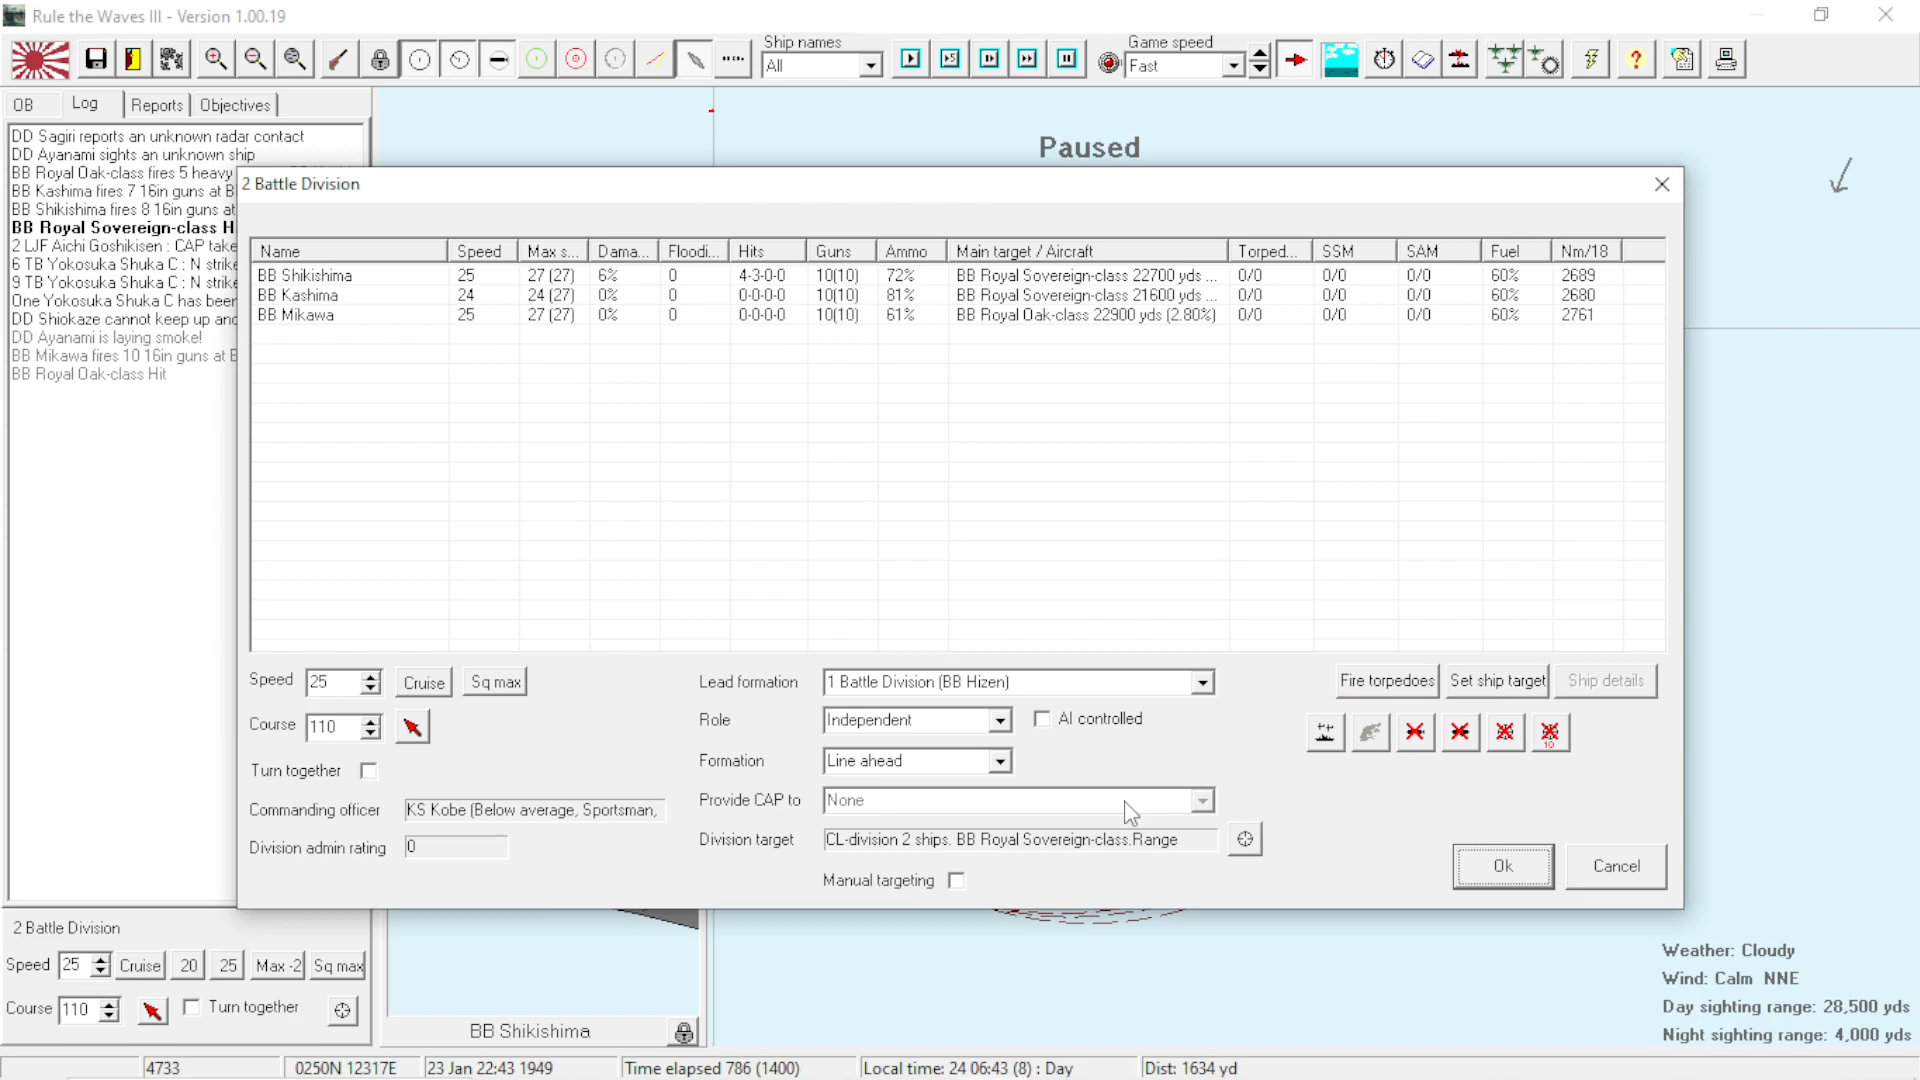 Rule the Waves III - Version 1.00.19
Ship names
All
Game speed
Fast
OB Log Reports Objectives
DD Sagiri reports an unknown radar contact
DD Ayanami sights an unknown ship
BB Royal Oak-class fires 5 heavy
BB Kashima fires 7 16in guns at B
BB Shikishima fires 8 16in guns at
BB Royal Sovereign-class H
2 LJF Aichi Goshikisen : CAP take
6 TB Yokosuka Shuka C : N strike
9 TB Yokosuka Shuka C : N strike
One Yokosuka Shuka C has been
DD Shiokaze cannot keep up and
DD Ayanami is laying smoke!
BB Mikawa fires 10 16in guns at B
BB Royal Oak-class Hit
Paused
2 Battle Division
Name Speed Max s... Dama... Floodi... Hits Guns Ammo Main target / Aircraft Torped... SSM SAM Fuel Nm/18
BB Shikishima 25 27 (27) 6% 0 4-3-0-0 10(10) 72% BB Royal Sovereign-class 22700 yds ... 0/0 0/0 0/0 60% 2689
BB Kashima 24 24 (27) 0% 0 0-0-0-0 10(10) 81% BB Royal Sovereign-class 21600 yds ... 0/0 0/0 0/0 60% 2680
BB Mikawa 25 27 (27) 0% 0 0-0-0-0 10(10) 61% BB Royal Oak-class 22900 yds (2.80%) 0/0 0/0 0/0 60% 2761
Speed 25 Cruise Sq max
Course 110
Turn together
Commanding officer KS Kobe (Below average, Sportsman,
Division admin rating 0
Lead formation 1 Battle Division (BB Hizen)
Role Independent AI controlled
Formation Line ahead
Provide CAP to None
Division target CL-division 2 ships. BB Royal Sovereign-class.Range
Manual targeting
Fire torpedoes Set ship target Ship details
10
Ok Cancel
2 Battle Division
Speed 25 Cruise 20 25 Max -2 Sq max
Course 110 Turn together
BB Shikishima
Weather: Cloudy
Wind: Calm NNE
Day sighting range: 28,500 yds
Night sighting range: 4,000 yds
4733 0250N 12317E 23 Jan 22:43 1949 Time elapsed 786 (1400) Local time: 24 06:43 (8) : Day Dist: 1634 yd